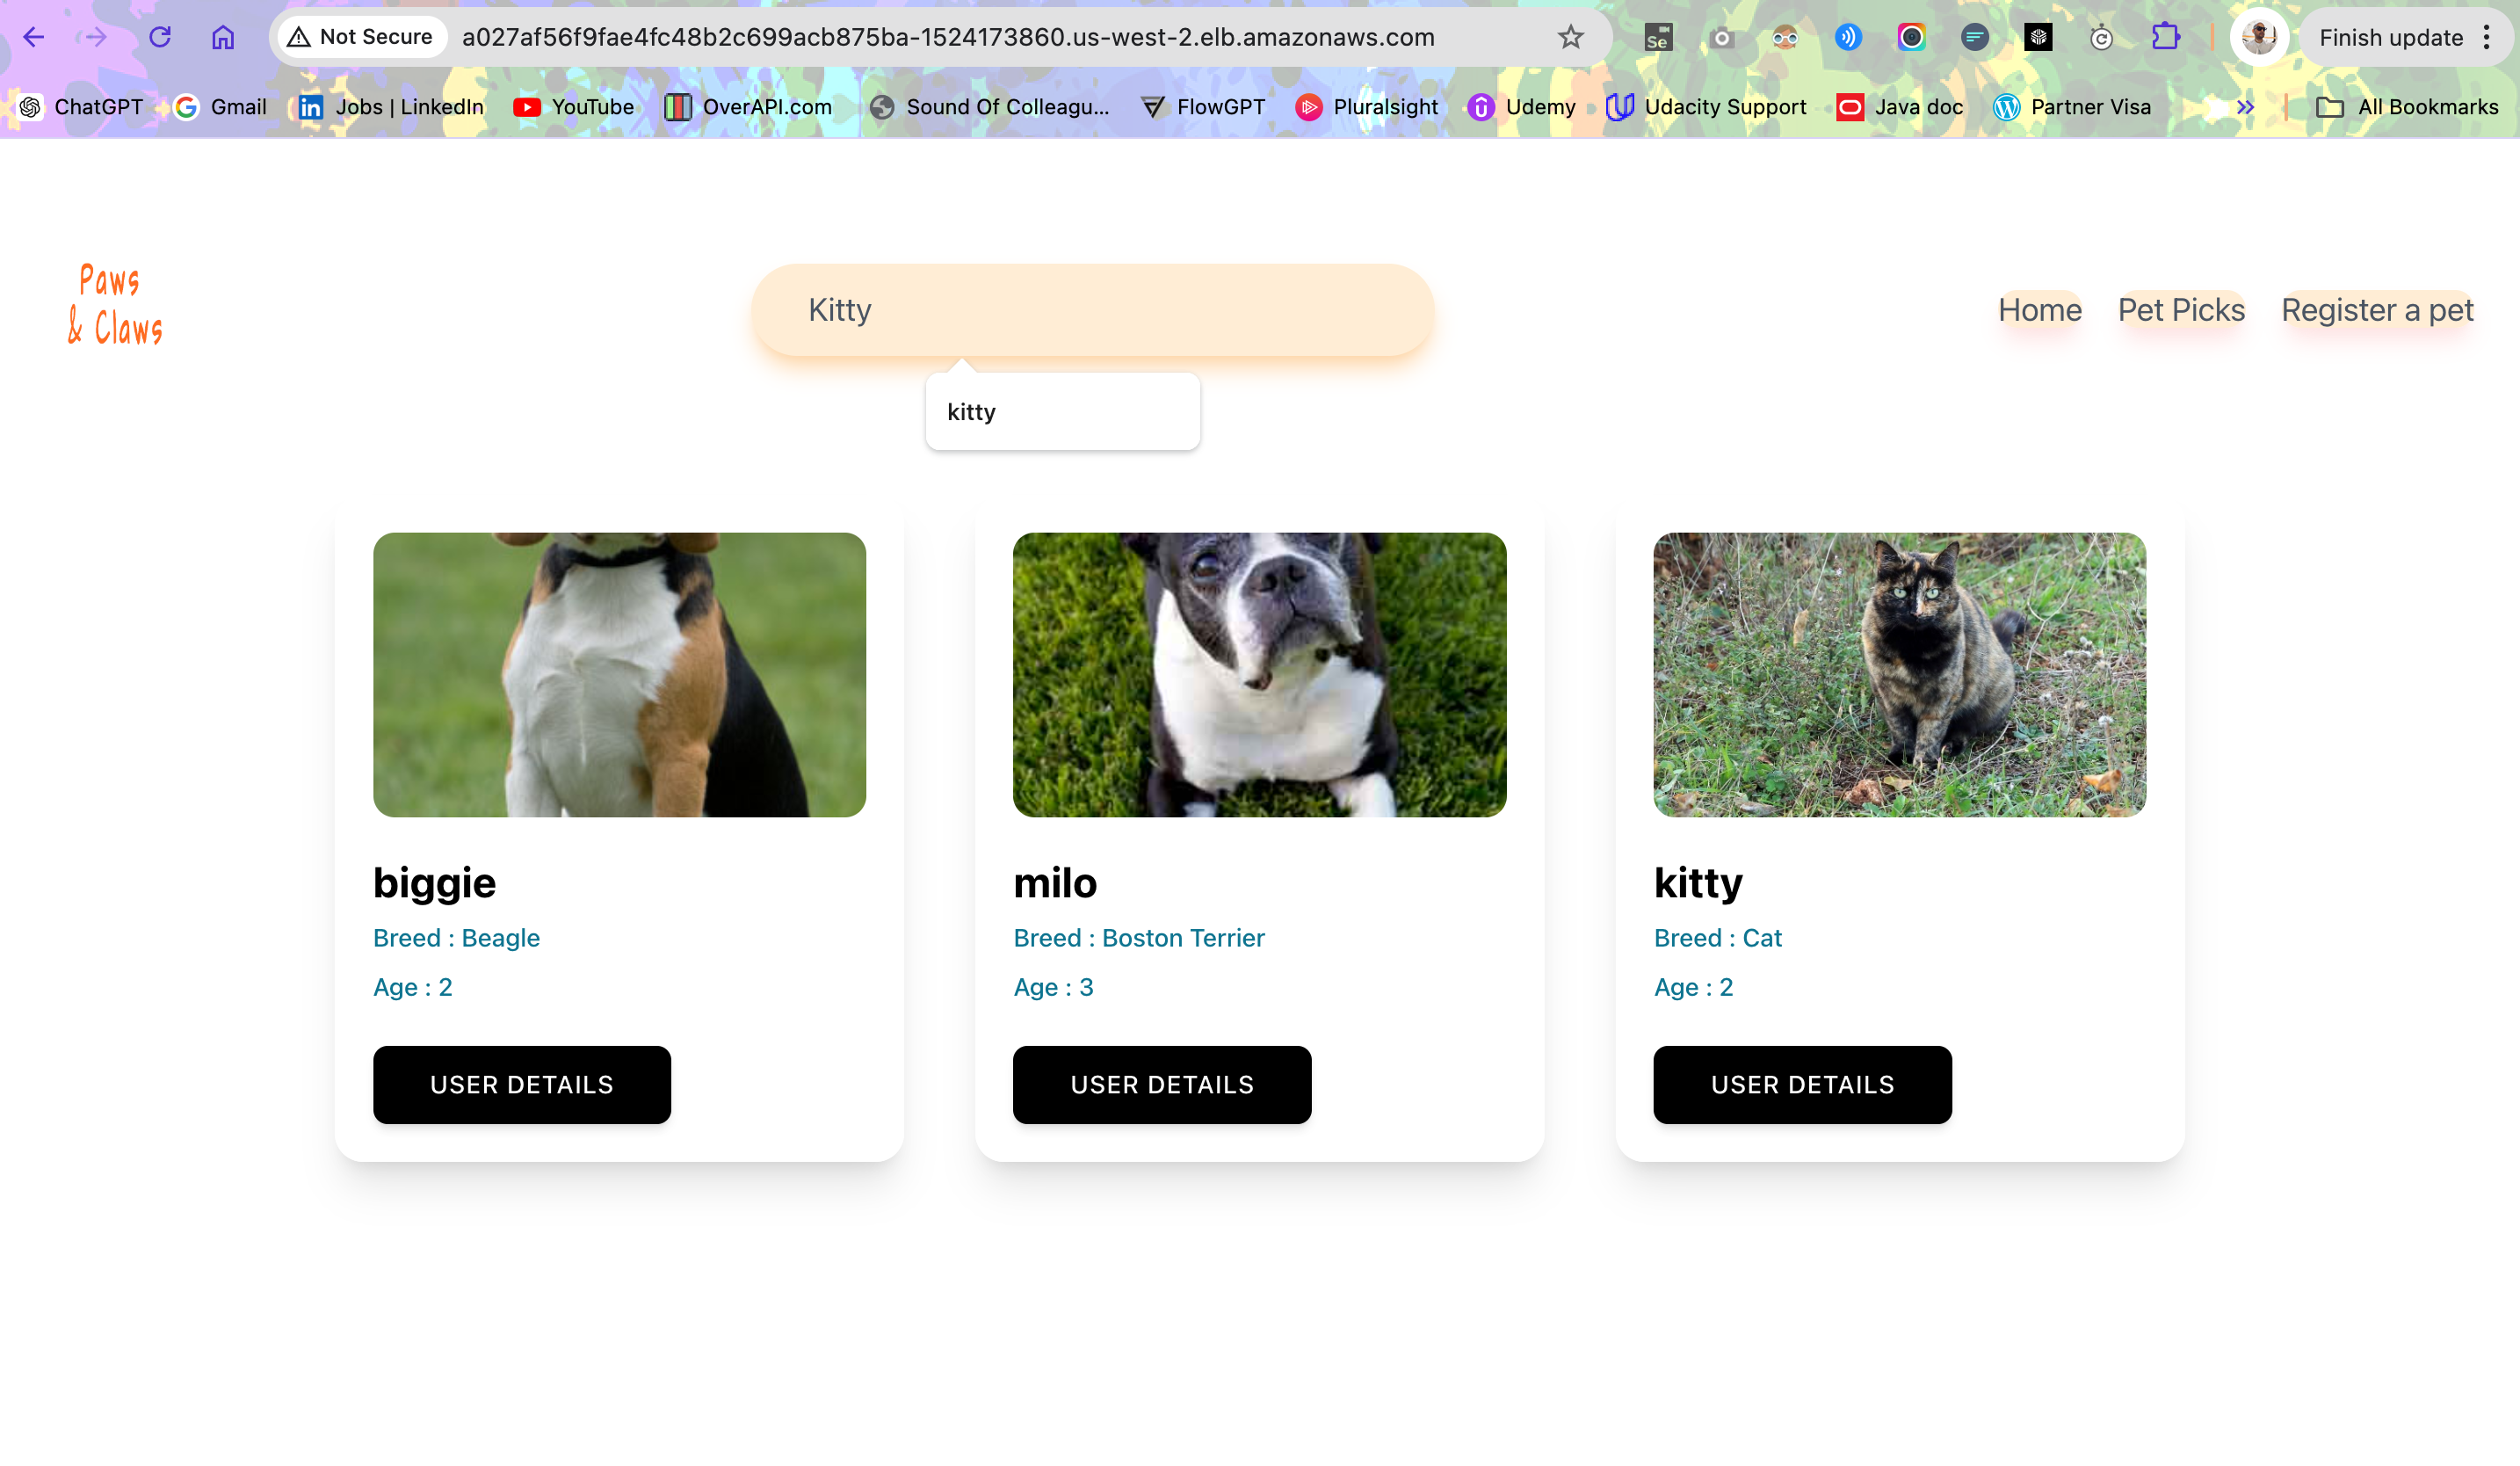 Not Secure
a027af56f9fae4fc48b2c699acb875ba-1524173860.us-west-2.elb.amazonaws.com
Finish update
ChatGPT
Gmail
Jobs | LinkedIn
YouTube
OverAPI.com
Sound Of Colleagu...
FlowGPT
Pluralsight
Udemy
Udacity Support
Java doc
Partner Visa
All Bookmarks
Paws
& Claws
Kitty
Home
Pet Picks
Register a pet
kitty
biggie
Breed : Beagle
Age : 2
USER DETAILS
milo
Breed : Boston Terrier
Age : 3
USER DETAILS
kitty
Breed : Cat
Age : 2
USER DETAILS